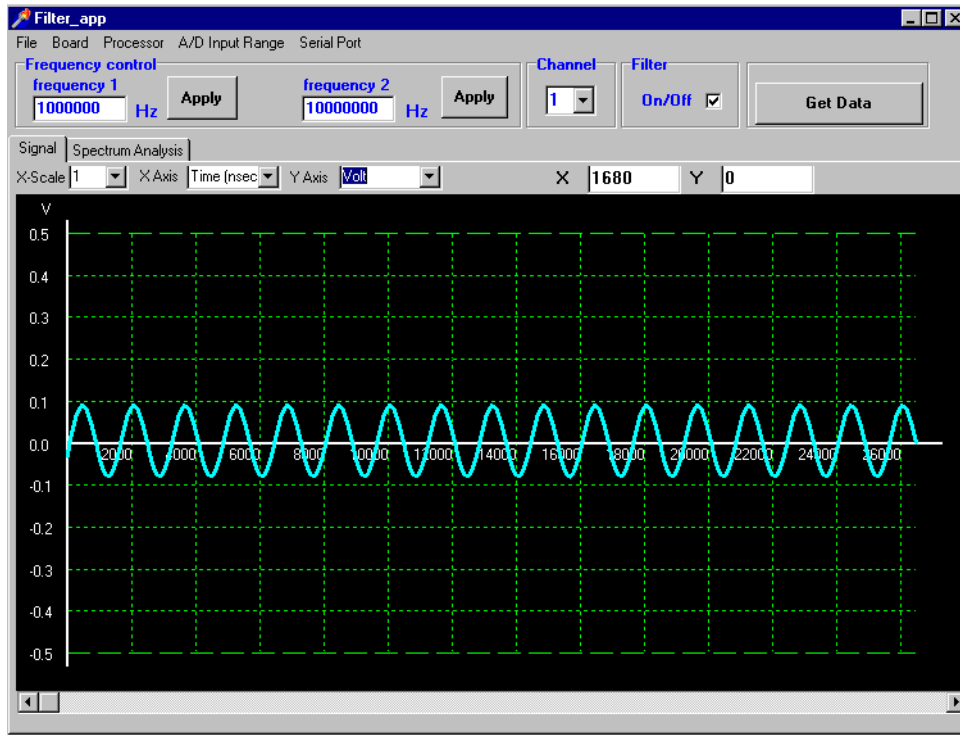 Filter_app
File Board Processor A/D Input Range Serial Port
Frequency control Channel Filter
frequency 1 frequency 2
1000000 Hz Apply 10000000 Hz Apply 1 On/Off Get Data
Signal Spectrum Analysis
X-Scale 1 X Axis Time (nsec Y Axis Volt X 1680 Y 0
V
0.5
0.4
0.3
0.2
0.1
0.0
2000 4000 6000 8000 10000 11000 14000 16000 18000 20000 22000 24000 26000
-0.1
-0.2
-0.3
-0.4
-0.5